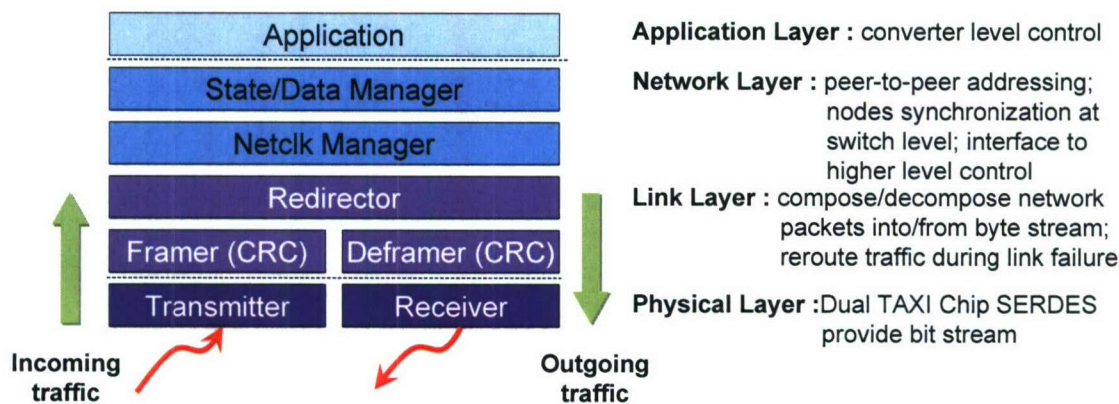 Application
State/Data Manager
Netclk Manager
Redirector
Framer (CRC) Deframer (CRC)
Transmitter Receiver
Incoming
traffic
Outgoing
traffic
Application Layer : converter level control
Network Layer : peer-to-peer addressing;
nodes synchronization at
switch level; interface to
higher level control
Link Layer : compose/decompose network
packets into/from byte stream;
reroute traffic during link failure
Physical Layer :Dual TAXI Chip SERDES
provide bit stream